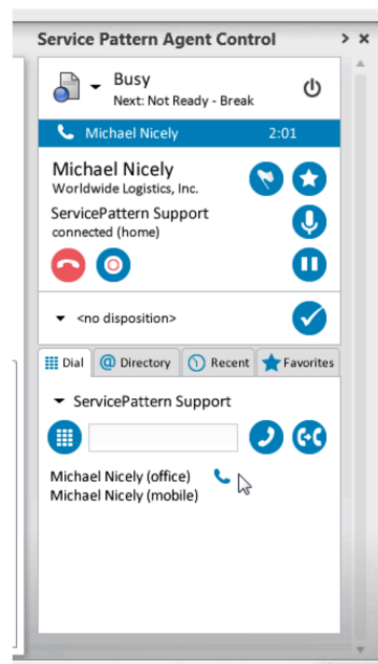 Service Pattern Agent Control
Busy
Next: Not Ready - Break
Michael Nicely 2:01
Michael Nicely
Worldwide Logistics, Inc.
ServicePattern Support
connected (home)
<no disposition>
Dial @ Directory Recent Favorites
ServicePattern Support
Michael Nicely (office)
Michael Nicely (mobile)